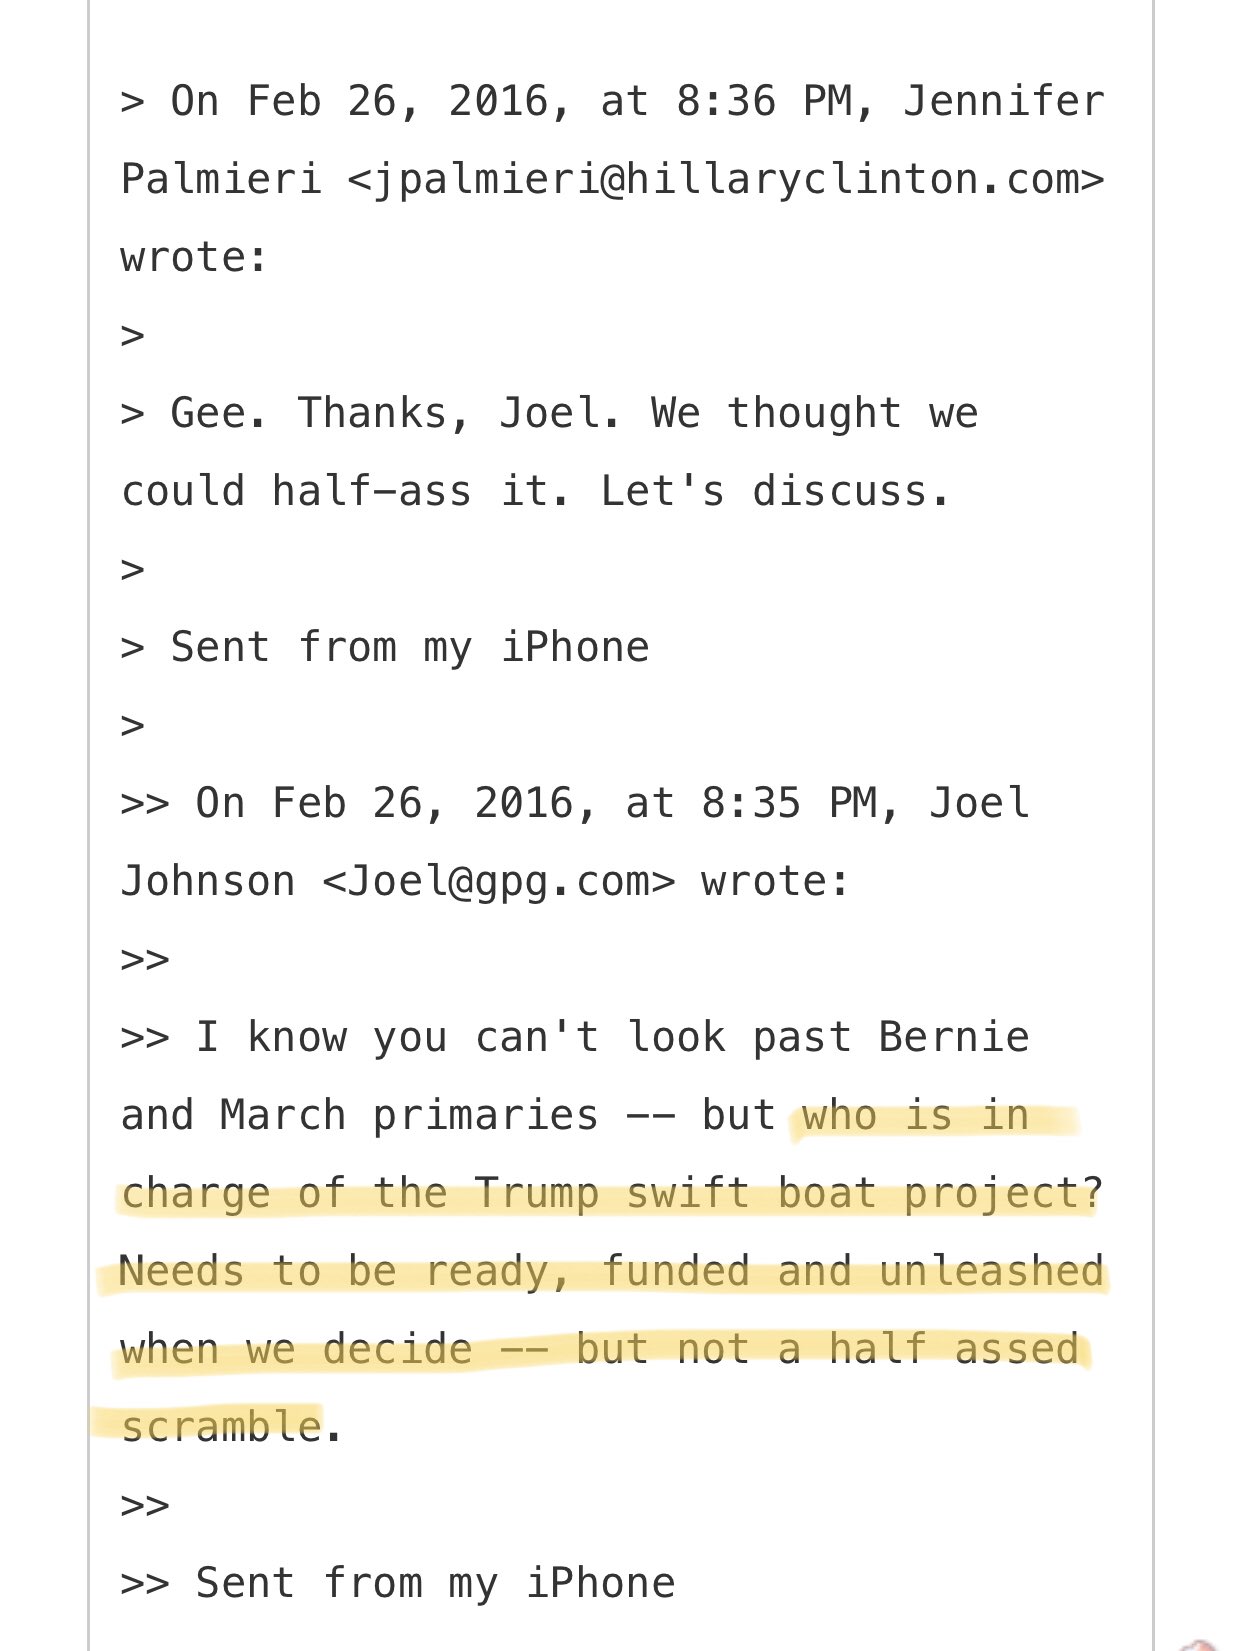 > On Feb 26, 2016, at 8:36 PM, Jennifer
Palmieri <jpalmieri@hillaryclinton.com>
wrote:
>
> Gee. Thanks, Joel. We thought we
could half-ass it. Let's discuss.
>
> Sent from my iPhone
>
>> On Feb 26, 2016, at 8:35 PM, Joel
Johnson <Joel@gpg.com> wrote:
>>
>> I know you can't look past Bernie
and March primaries -- but who is in
charge of the Trump swift boat project?
Needs to be ready, funded and unleashed
when we decide -- but not a half assed
scramble.
>>
>> Sent from my iPhone